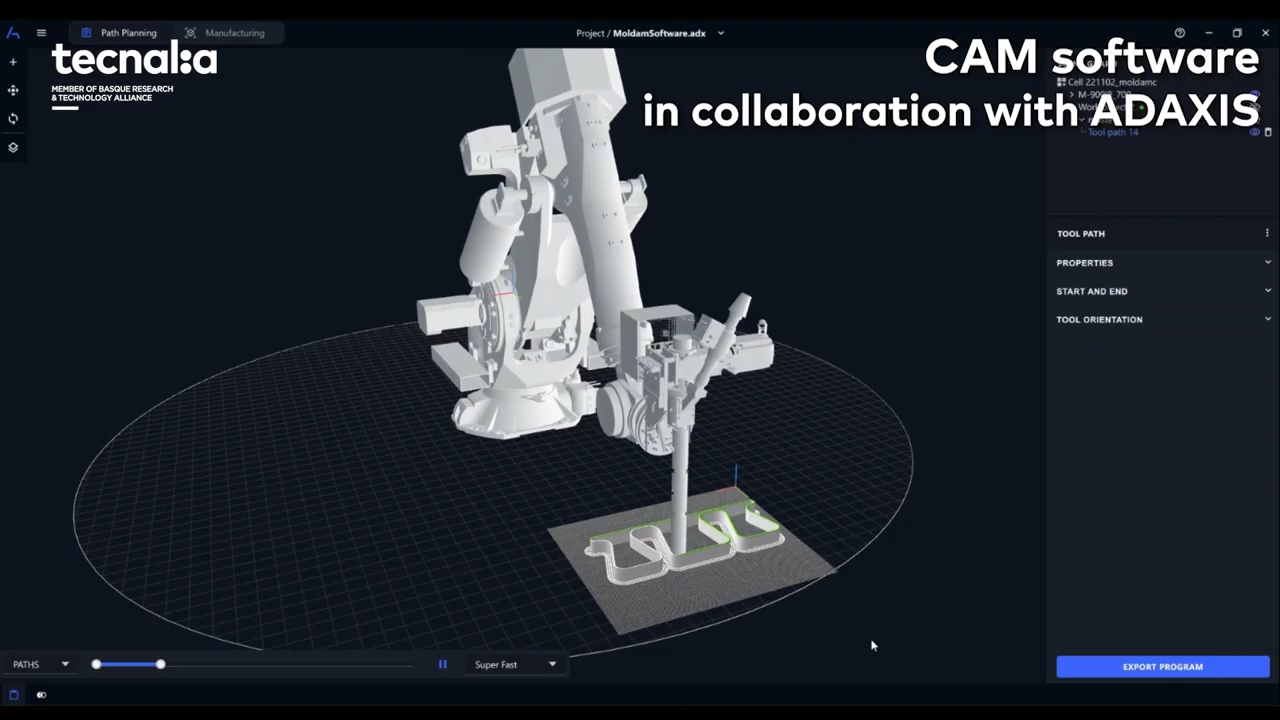 Path Planning
Manufacturing
Project / MoldamSoftware.adx
tecnalia
MEMBER OF BASQUE RESEARCH
& TECHNOLOGY ALLIANCE
CAM software
in collaboration with ADAXIS
Cell 221102_moldamc
Tool path 14
TOOL PATH
PROPERTIES
START AND END
TOOL ORIENTATION
PATHS
Super Fast
EXPORT PROGRAM